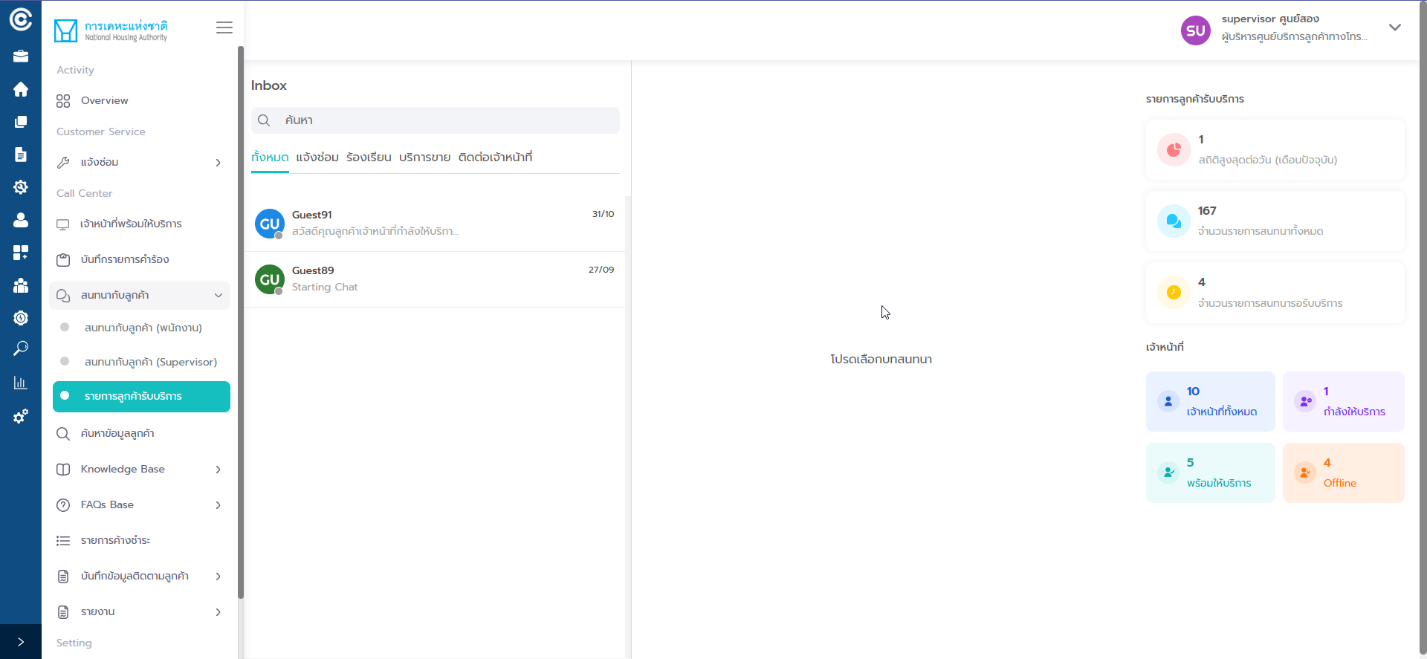 การเคหะแห่งชาติ
National Housing Authority
Activity
Overview
Customer Service
แจ้งซ่อม
Call Center
เจ้าหน้าที่พร้อมให้บริการ
บันทึกรายการคำร้อง
สนทนากับลูกค้า
สนทนากับลูกค้า (พนักงาน)
สนทนากับลูกค้า (Supervisor)
รายการลูกค้ารับบริการ
ค้นหาข้อมูลลูกค้า
Knowledge Base
FAQs Base
รายการค้างชำระ
บันทึกข้อมูลติดตามลูกค้า
รายงาน
Setting
SU
supervisor ศูนย์สอง
ผู้บริหารศูนย์บริการลูกค้าทางโทร...
Inbox
ค้นหา
ทั้งหมด แจ้งซ่อม ร้องเรียน บริการขาย ติดต่อเจ้าหน้าที่
GU
Guest91
31/10
สวัสดีคุณลูกค้าเจ้าหน้าที่กำลังให้บริกา...
GU
Guest89
27/09
Starting Chat
โปรดเลือกบทสนทนา
รายการลูกค้ารับบริการ
1
สถิติสูงสุดต่อวัน (เดือนปัจจุบัน)
167
จำนวนรายการสนทนาทั้งหมด
4
จำนวนรายการสนทนารอรับบริการ
เจ้าหน้าที่
10
เจ้าหน้าที่ทั้งหมด
1
กำลังให้บริการ
5
พร้อมให้บริการ
4
Offline